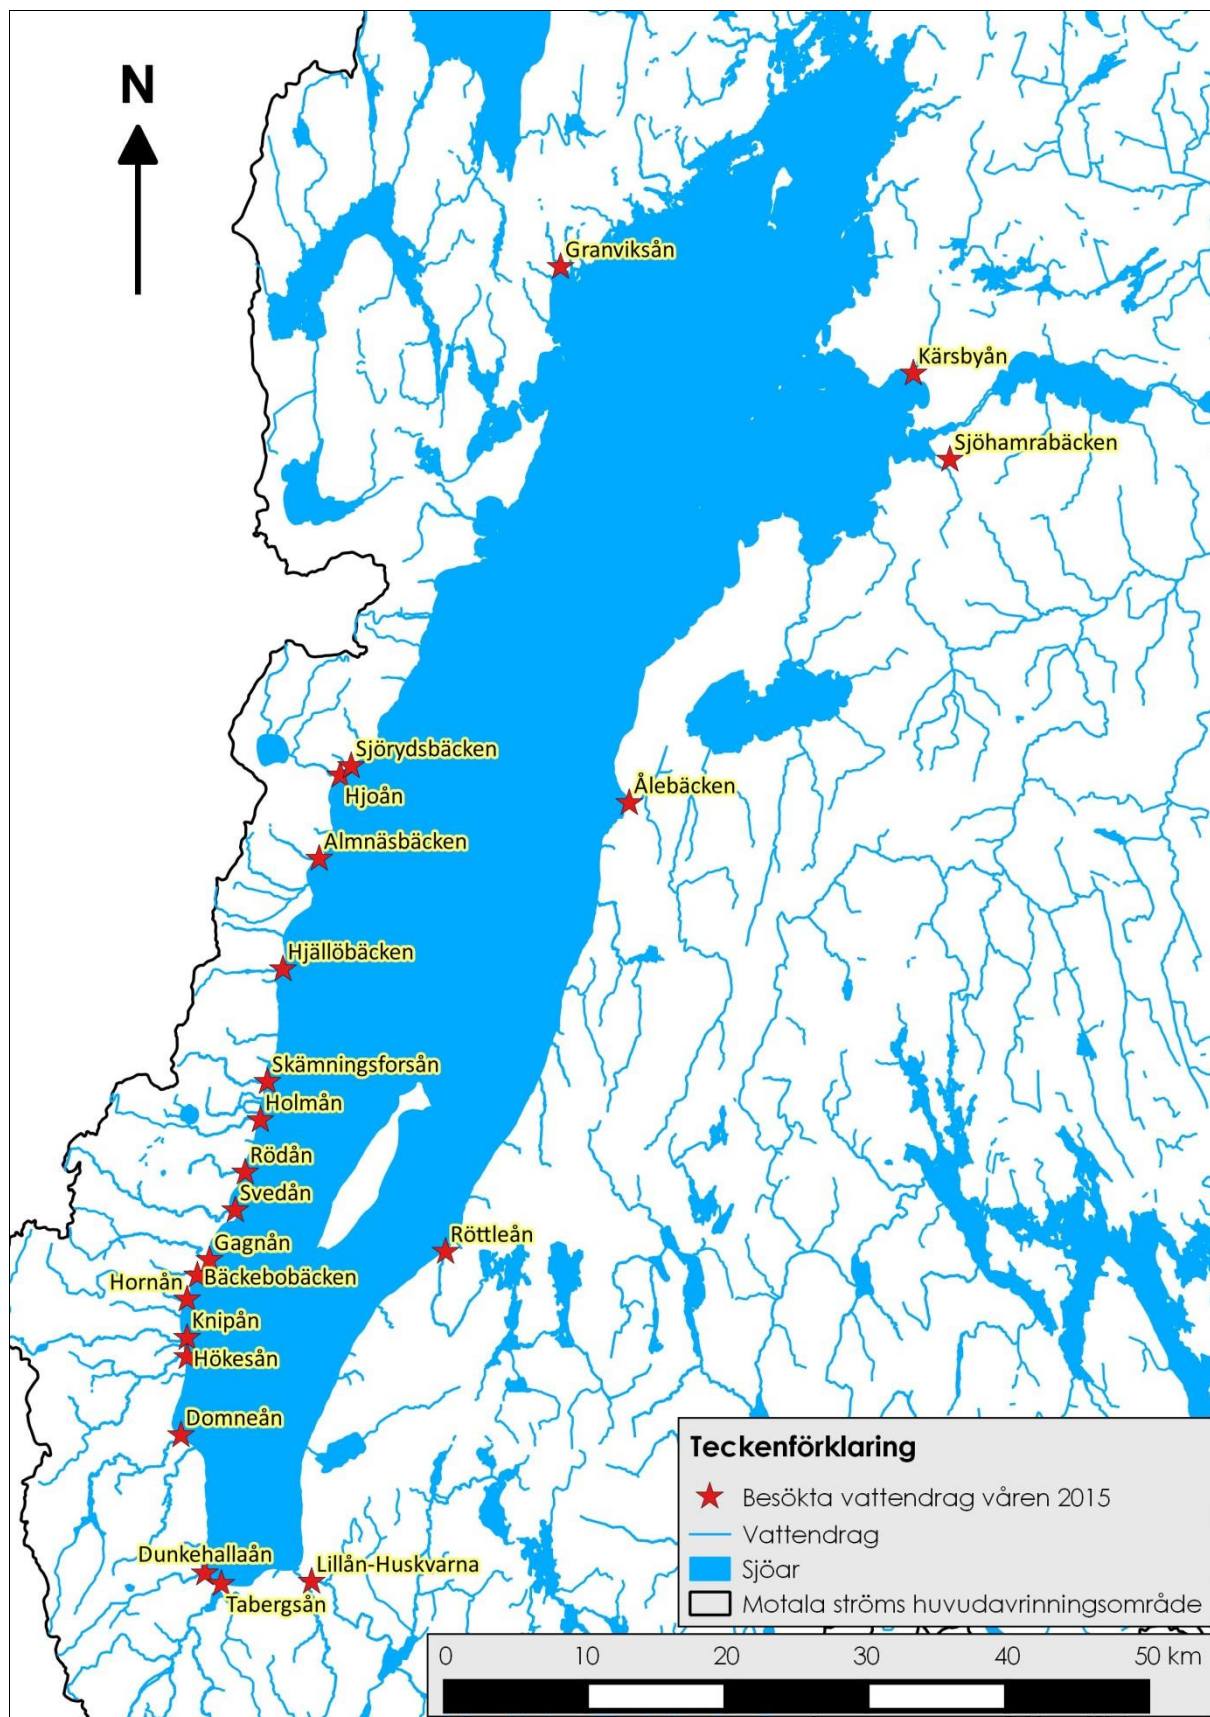 N
Granviksån
Kärsbyån
Sjöhamrabäcken
Sjörydsbäcken
Hjoån
Ålebäcken
Almnäsbäcken
Hjällöbäcken
Skämningsforsån
Holmån
Rödån
Svedån
Röttleån
Gagnån
Bäckebobäcken
Hornån
Knipån
Hökesån
Domneån
Dunkehallaån
Lillån-Huskvarna
Tabergsån
Teckenförklaring
Besökta vattendrag våren 2015
Vattendrag
Sjöar
Motala ströms huvudavrinningsområde
0 10 20 30 40 50 km